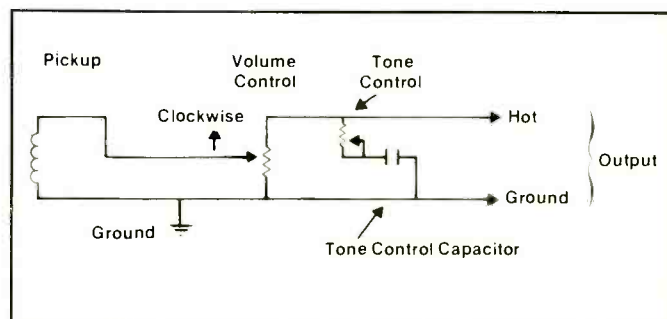 Pickup
Volume
Control
Tone
Control
Clockwise
Hot
Output
Ground
Ground
Tone Control Capacitor